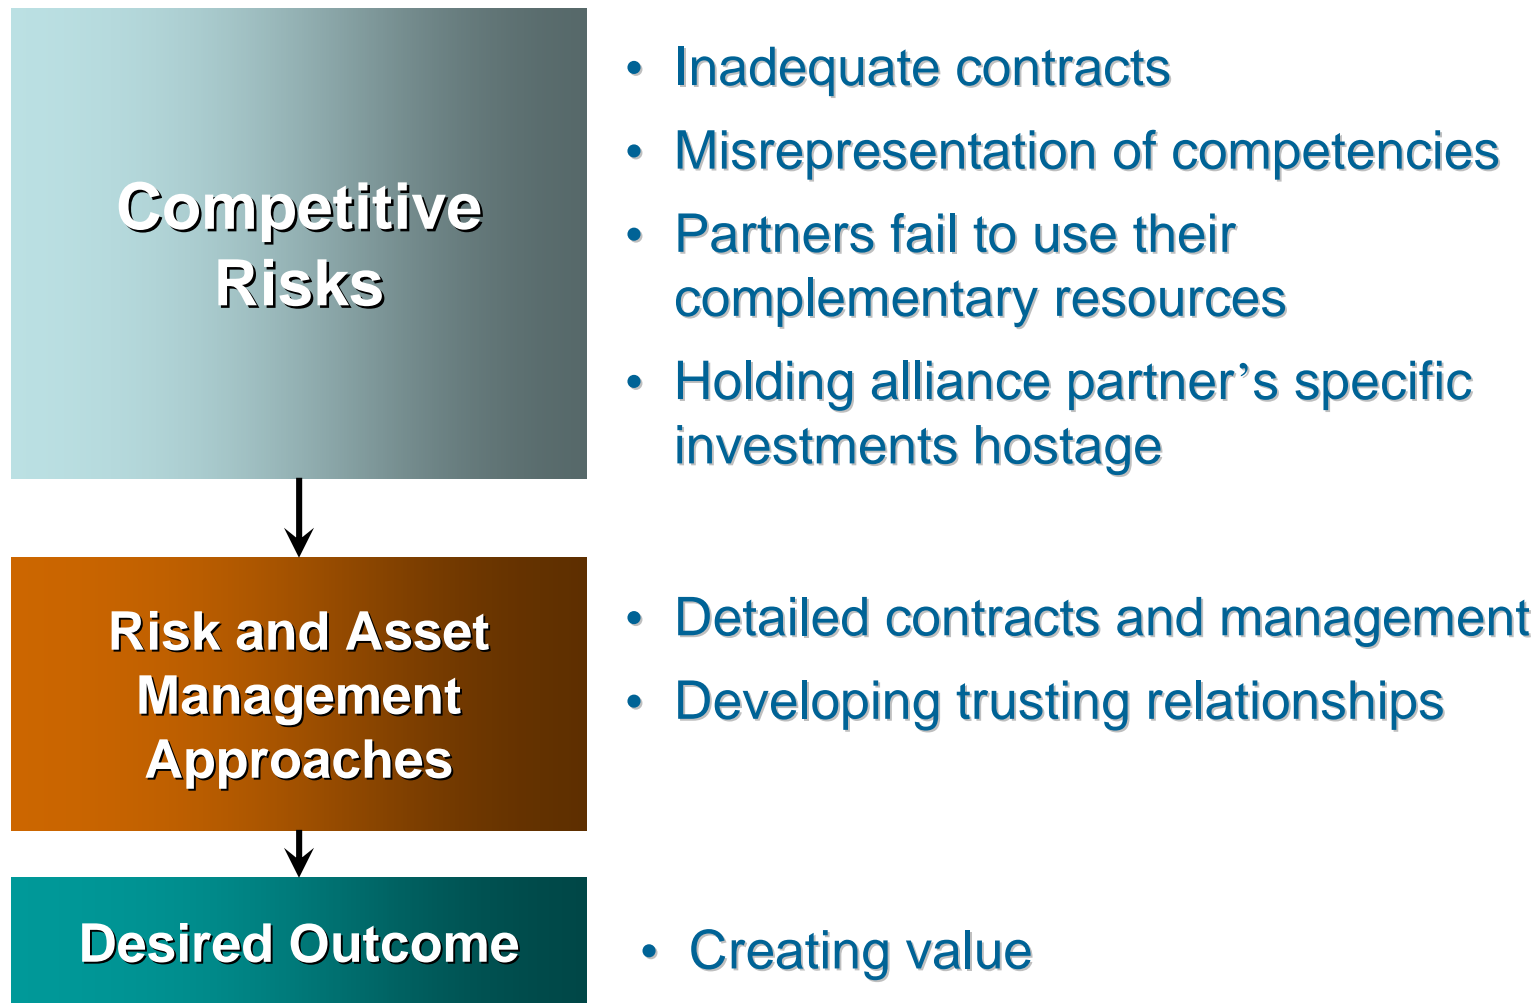 Competitive
Risks
• Inadequate contracts
• Misrepresentation of competencies
• Partners fail to use their
complementary resources
• Holding alliance partner’s specific
investments hostage
Risk and Asset
Management
Approaches
• Detailed contracts and management
• Developing trusting relationships
Desired Outcome
• Creating value